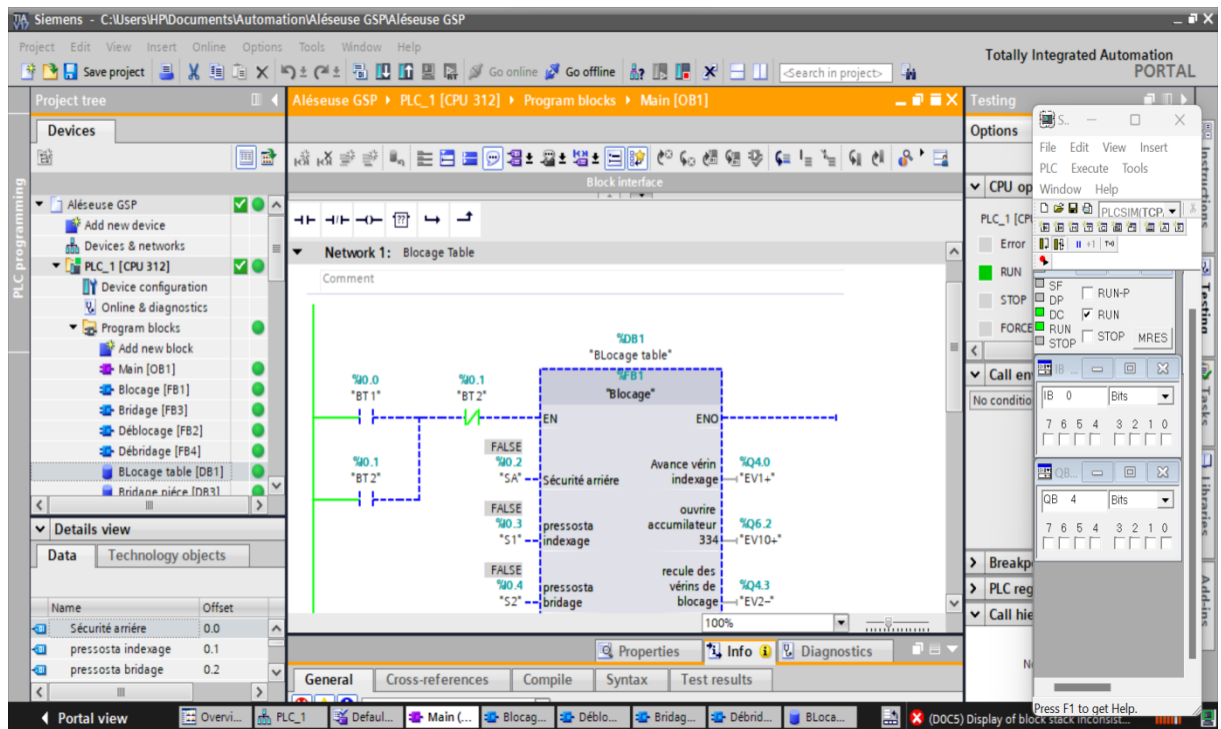 Siemens - C:\Users\HP\Documents\Automation\Aléseuse GSP\Aléseuse GSP
Project Edit View Insert Online Options Tools Window Help
Save project
Go online
Go offline
<Search in project>
Totally Integrated Automation
PORTAL
Project tree
Devices
PLC programming
Aléseuse GSP
Add new device
Devices & networks
PLC_1 [CPU 312]
Device configuration
Online & diagnostics
Program blocks
Add new block
Main [OB1]
Blocage [FB1]
Bridage [FB3]
Déblocage [FB2]
Débridage [FB4]
BLocage table [DB1]
Bridage piéce [DB3]
Details view
Data
Technology objects
Name Offset
Sécurité arriére 0.0
pressosta indexage 0.1
pressosta bridage 0.2
Aléseuse GSP PLC_1 [CPU 312] Program blocks Main [OB1]
Block interface
Network 1: Blocage Table
Comment
%DB1
"BLocage table"
%FB1
"Blocage"
%I0.0
"BT1"
%I0.1
"BT2"
EN ENO
%I0.1
"BT2"
FALSE
%I0.2
"SA"
Sécurité arriére
Avance vérin
indexage
%Q4.0
"EV1+"
FALSE
%I0.3
"S1"
pressosta
indexage
ouvrire
accumilateur
334
%Q6.2
"EV10+"
FALSE
%I0.4
"S2"
pressosta
bridage
recule des
vérins de
blocage
%Q4.3
"EV2-"
100%
Properties
Info
Diagnostics
General
Cross-references
Compile
Syntax
Test results
Testing
Options
CPU op
PLC_1 [CP
Error
RUN
STOP
FORCE
Call en
No conditio
Breakp
PLC reg
Call hie
N
S..
File Edit View Insert
PLC Execute Tools
Window Help
PLCSIM(TCP.
SF
DP
DC
RUN
STOP
RUN-P
RUN
STOP
MRES
IB ...
IB 0
Bits
7 6 5 4 3 2 1 0
QB...
QB 4
Bits
7 6 5 4 3 2 1 0
Press F1 to get Help.
Instructions
Testing
Tasks
Libraries
Add-ins
Portal view
Overvi...
PLC_1
Defaul...
Main (...
Blocag...
Déblo...
Bridag...
Débrid...
BLoca...
(D0C5) Display of block stack inconsist...